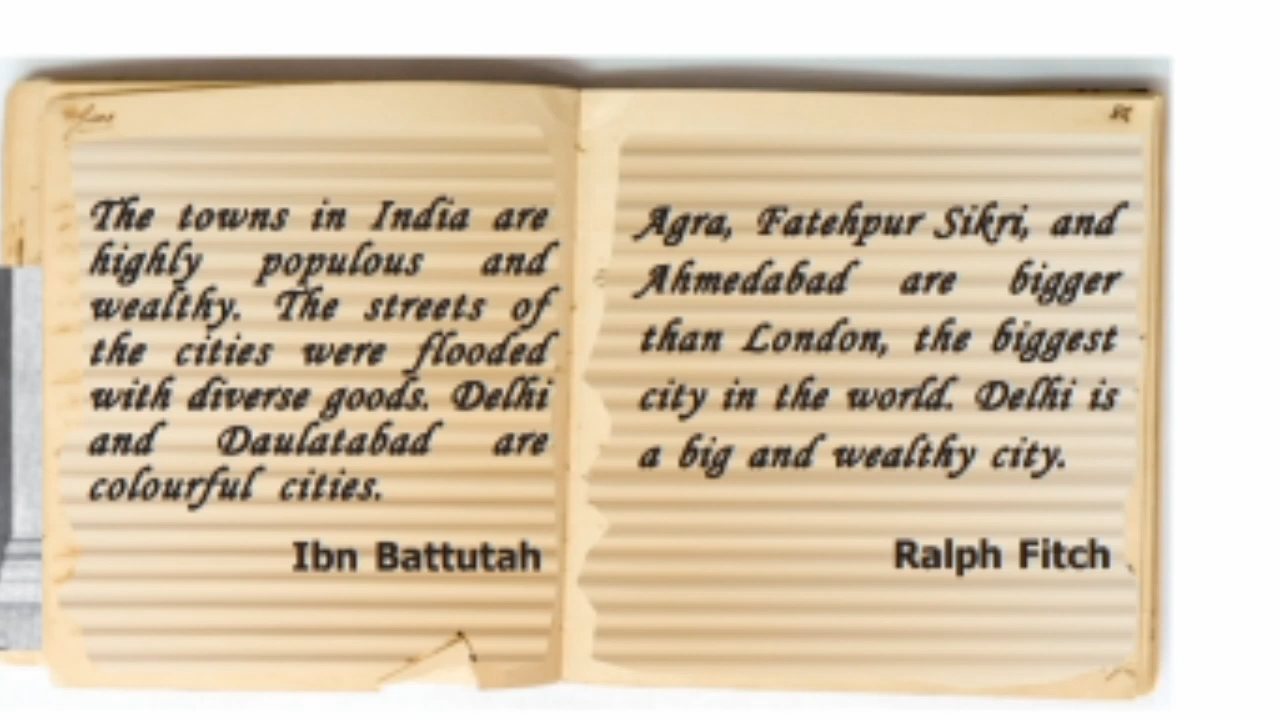 The towns in India are
highly populous and
wealthy. The streets of
the cities were flooded
with diverse goods. Delhi
and Daulatabad are
colourful cities.
Ibn Battutah
Agra, Fatehpur Sikri, and
Ahmedabad are bigger
than London, the biggest
city in the world. Delhi is
a big and wealthy city.
Ralph Fitch